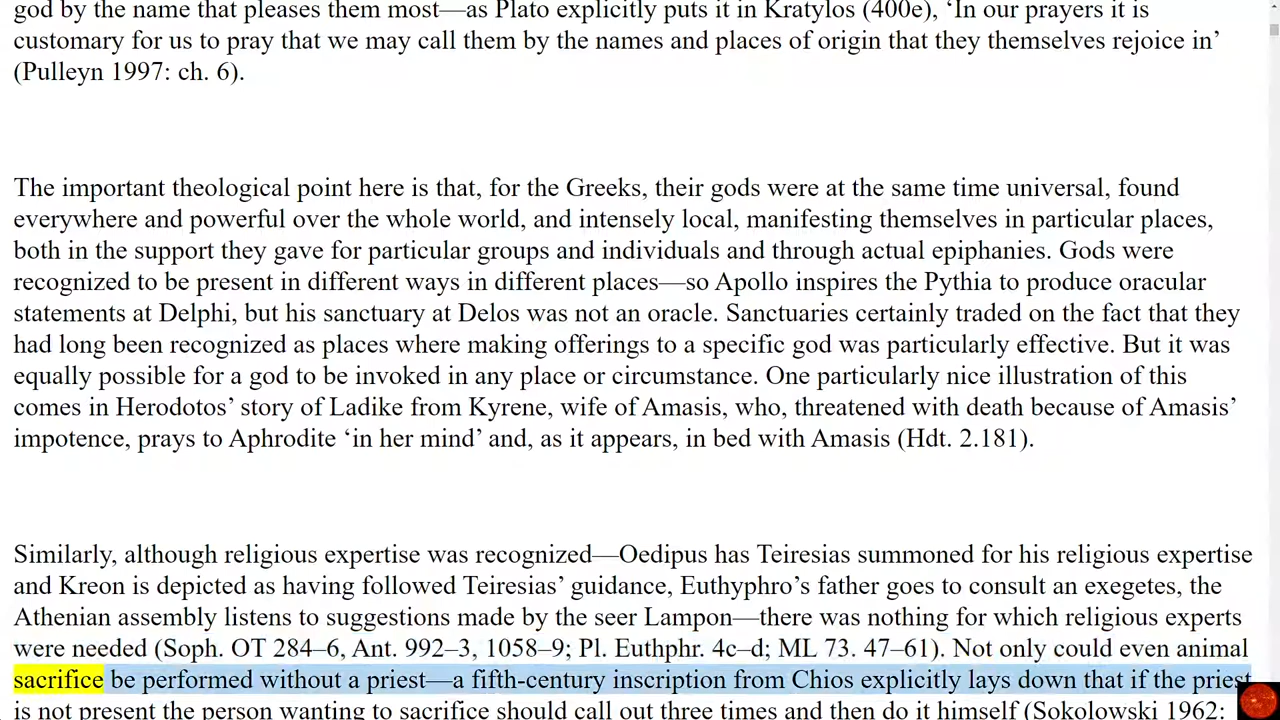 god by the name that pleases them most—as Plato explicitly puts it in Kratylos (400e), ‘In our prayers it is
customary for us to pray that we may call them by the names and places of origin that they themselves rejoice in’
(Pulleyn 1997: ch. 6).
The important theological point here is that, for the Greeks, their gods were at the same time universal, found
everywhere and powerful over the whole world, and intensely local, manifesting themselves in particular places,
both in the support they gave for particular groups and individuals and through actual epiphanies. Gods were
recognized to be present in different ways in different places—so Apollo inspires the Pythia to produce oracular
statements at Delphi, but his sanctuary at Delos was not an oracle. Sanctuaries certainly traded on the fact that they
had long been recognized as places where making offerings to a specific god was particularly effective. But it was
equally possible for a god to be invoked in any place or circumstance. One particularly nice illustration of this
comes in Herodotos’ story of Ladike from Kyrene, wife of Amasis, who, threatened with death because of Amasis’
impotence, prays to Aphrodite ‘in her mind’ and, as it appears, in bed with Amasis (Hdt. 2.181).
Similarly, although religious expertise was recognized—Oedipus has Teiresias summoned for his religious expertise
and Kreon is depicted as having followed Teiresias’ guidance, Euthyphro’s father goes to consult an exegetes, the
Athenian assembly listens to suggestions made by the seer Lampon—there was nothing for which religious experts
were needed (Soph. OT 284–6, Ant. 992–3, 1058–9; Pl. Euthphr. 4c–d; ML 73. 47–61). Not only could even animal
sacrifice be performed without a priest—a fifth-century inscription from Chios explicitly lays down that if the priest
is not present the person wanting to sacrifice should call out three times and then do it himself (Sokolowski 1962: